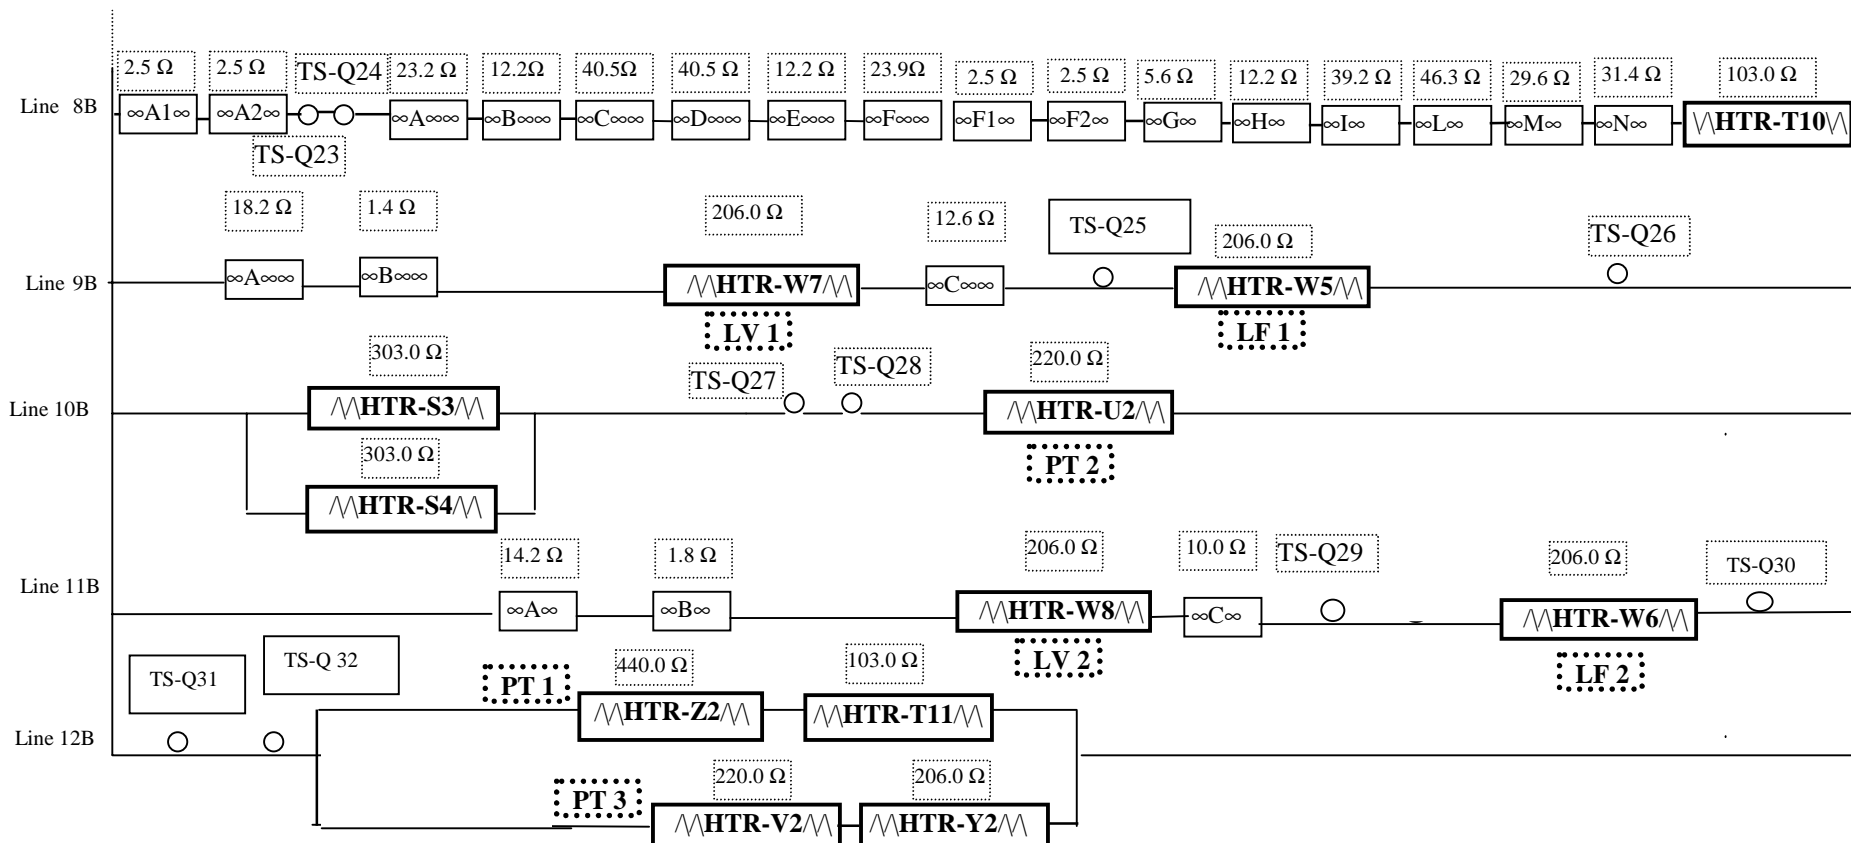 2.5 Ω 2.5 Ω TS-Q24 23.2 Ω 12.2Ω 40.5Ω 40.5 Ω 12.2 Ω 23.9Ω 2.5 Ω 2.5 Ω 5.6 Ω 12.2 Ω 39.2 Ω 46.3 Ω 29.6 Ω 31.4 Ω 103.0 Ω
Line 8B ∞A1∞ ∞A2∞ ∞A∞∞ ∞B∞∞ ∞C∞∞ ∞D∞∞ ∞E∞∞ ∞F∞∞ ∞F1∞ ∞F2∞ ∞G∞ ∞H∞ ∞I∞ ∞L∞ ∞M∞ ∞N∞ \/\HTR-T10/\/\
TS-Q23
18.2 Ω 1.4 Ω 206.0 Ω 12.6 Ω TS-Q25 206.0 Ω TS-Q26
Line 9B ∞A∞∞ ∞B∞∞ /\/\HTR-W7/\/\ ∞C∞∞ /\/\HTR-W5/\/\
LV 1 LF 1
303.0 Ω TS-Q27 TS-Q28 220.0 Ω
Line 10B /\/\HTR-S3/\/\ /\/\HTR-U2/\/\
303.0 Ω PT 2
/\/\HTR-S4/\/\
14.2 Ω 1.8 Ω 206.0 Ω 10.0 Ω TS-Q29 206.0 Ω TS-Q30
Line 11B ∞A∞ ∞B∞ /\/\HTR-W8/\/\ ∞C∞ /\/\HTR-W6/\/\
LV 2 LF 2
TS-Q31 TS-Q 32 PT 1 440.0 Ω 103.0 Ω
/\/\HTR-Z2/\/\ /\/\HTR-T11/\/\
Line 12B
PT 3 220.0 Ω 206.0 Ω
/\/\HTR-V2/\/\ /\/\HTR-Y2/\/\